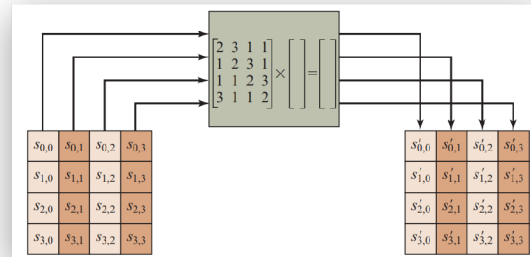 2 3 1 1
1 2 3 1
1 1 2 3
3 1 1 2
× =
s0,0 s0,1 s0,2 s0,3
s1,0 s1,1 s1,2 s1,3
s2,0 s2,1 s2,2 s2,3
s3,0 s3,1 s3,2 s3,3
s′0,0 s′0,1 s′0,2 s′0,3
s′1,0 s′1,1 s′1,2 s′1,3
s′2,0 s′2,1 s′2,2 s′2,3
s′3,0 s′3,1 s′3,2 s′3,3